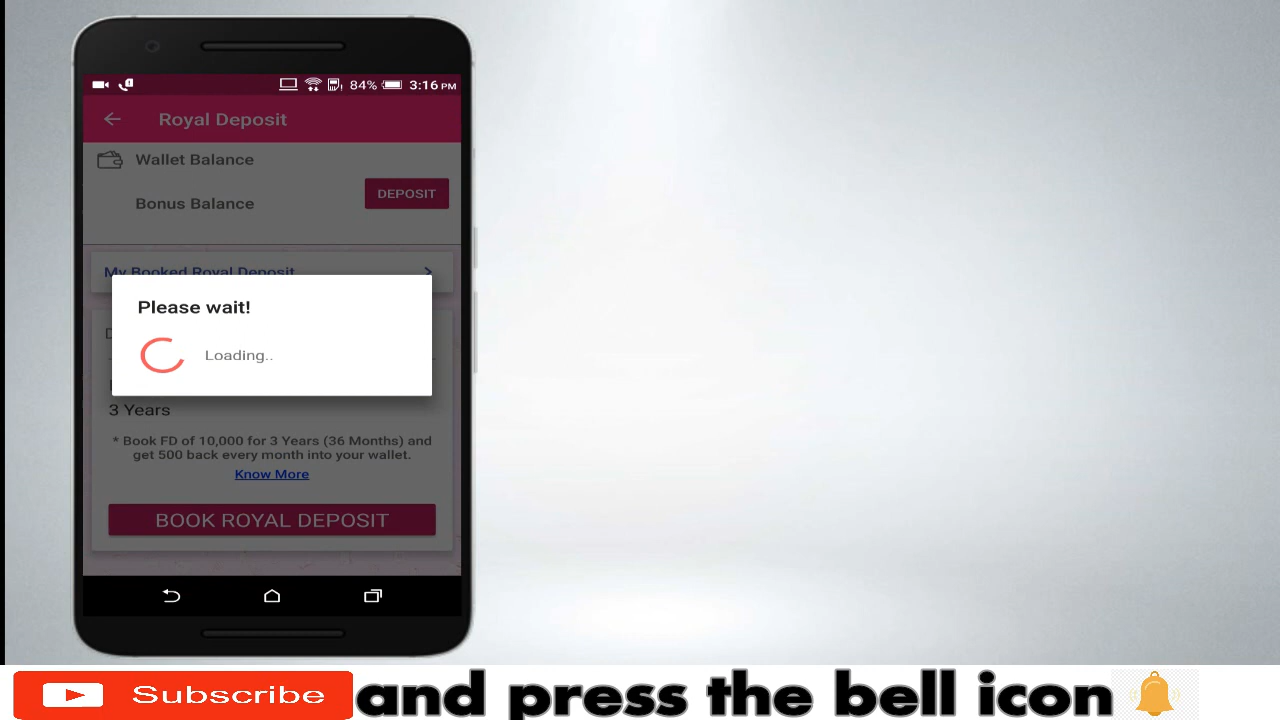 84% 3:16 PM
Royal Deposit
Wallet Balance
DEPOSIT
Bonus Balance
My Booked Royal Deposit
Please wait!
Loading..
3 Years
* Book FD of 10,000 for 3 Years (36 Months) and
get 500 back every month into your wallet.
Know More
BOOK ROYAL DEPOSIT
Subscribe and press the bell icon